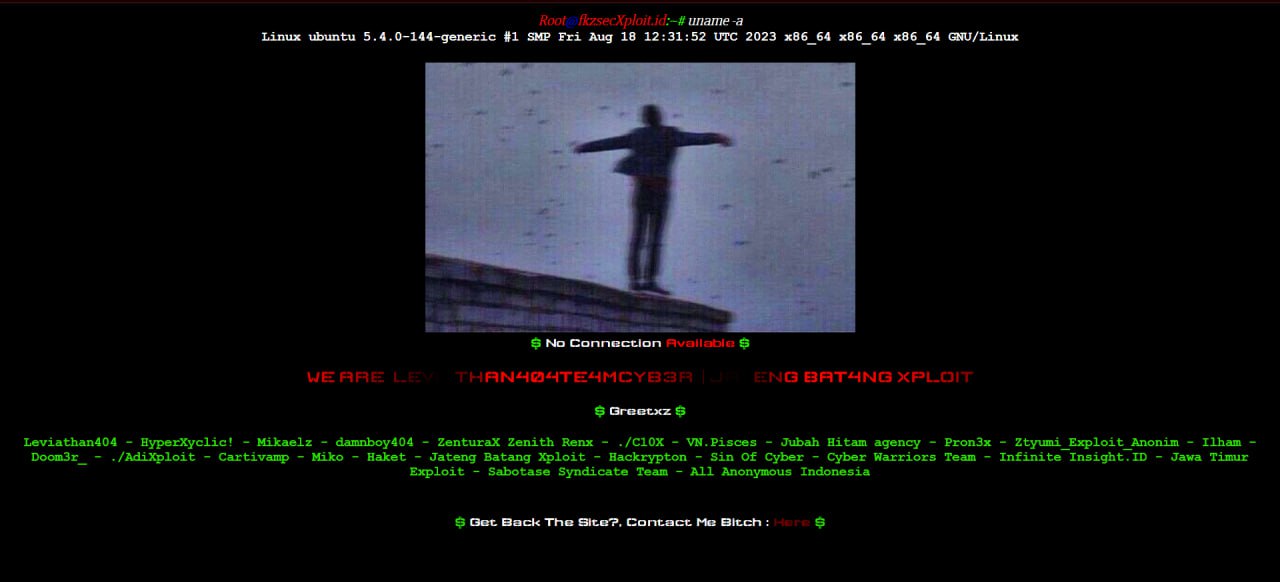 Root@fkzsecXploit.id:~# uname -a
Linux ubuntu 5.4.0-144-generic #1 SMP Fri Aug 18 12:31:52 UTC 2023 x86_64 x86_64 x86_64 GNU/Linux
$ No Connection Available $
WE ARE THAN404TE4MCYB3R | ENG BAT4NG XPLOIT
$ Greetxz $
Leviathan404 - HyperXyclic! - Mikaelz - damnboy404 - ZenturaX Zenith Renx - ./C10X - VN.Pisces - Jubah Hitam agency - Pron3x - Ztyumi_Exploit_Anonim - Ilham -
Doom3r_ - ./AdiXploit - Cartivamp - Miko - Haket - Jateng Batang Xploit - Hackrypton - Sin Of Cyber - Cyber Warriors Team - Infinite Insight.ID - Jawa Timur
Exploit - Sabotase Syndicate Team - All Anonymous Indonesia
$ Get Back The Site?, Contact Me Bitch : Here $